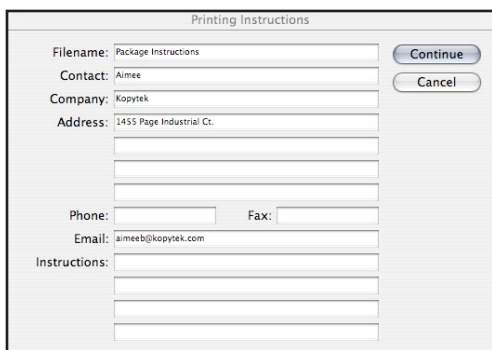 Printing Instructions
Filename: Package Instructions
Continue
Contact: Aimee
Cancel
Company: Kopytek
Address: 1455 Page Industrial Ct.
Phone: Fax:
Email: aimeeb@kopytek.com
Instructions: